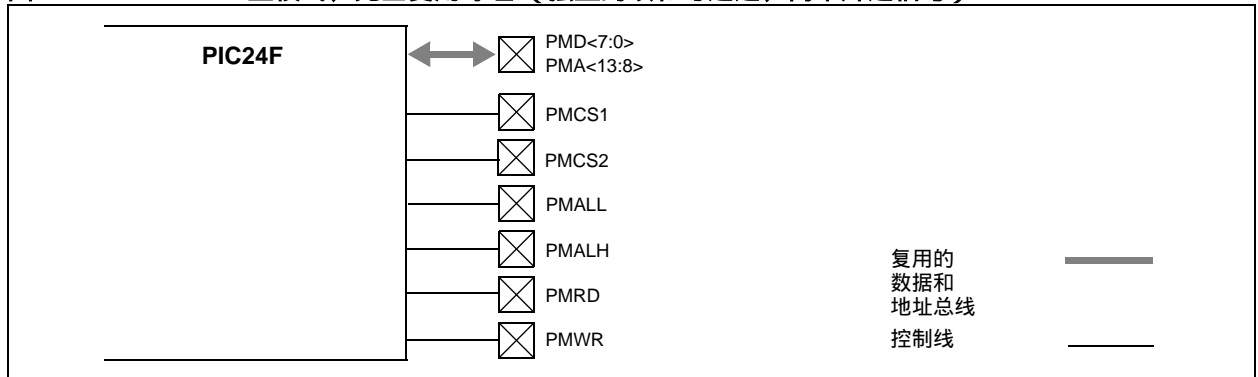 PIC24F
PMD<7:0>
PMA<13:8>
PMCS1
PMCS2
PMALL
PMALH
PMRD
PMWR
复用的
数据和
地址总线
控制线